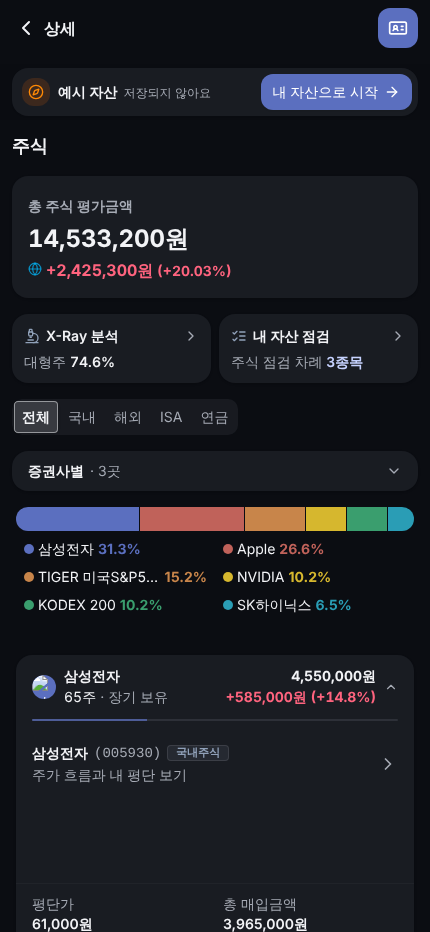 상세
예시 자산 저장되지 않아요
내 자산으로 시작
주식
총 주식 평가금액
14,533,200원
+2,425,300원 (+20.03%)
X-Ray 분석
대형주 74.6%
내 자산 점검
주식 점검 차례 3종목
전체 국내 해외 ISA 연금
증권사별 · 3곳
삼성전자 31.3%
Apple 26.6%
TIGER 미국S&P5... 15.2%
NVIDIA 10.2%
KODEX 200 10.2%
SK하이닉스 6.5%
삼성전자 4,550,000원
65주 · 장기 보유 +585,000원 (+14.8%)
삼성전자 (005930) 국내주식
주가 흐름과 내 평단 보기
평단가 총 매입금액
61,000원 3,965,000원